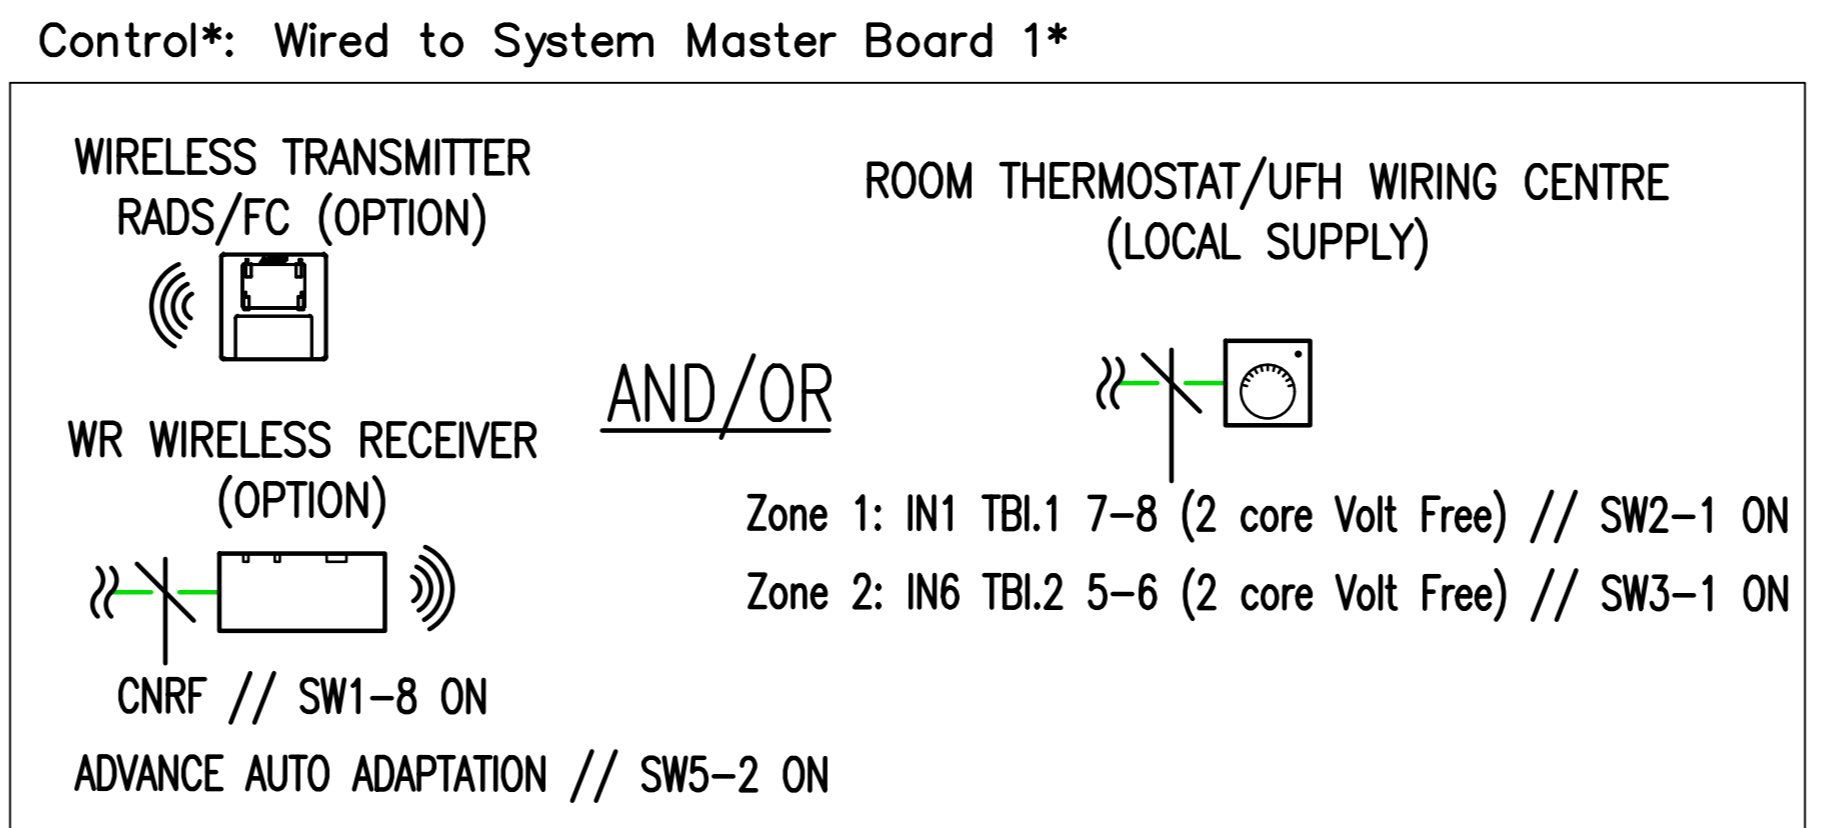 Control*: Wired to System Master Board 1*
WIRELESS TRANSMITTER
RADS/FC (OPTION)
WR WIRELESS RECEIVER
(OPTION)
CNRF // SW1-8 ON
ADVANCE AUTO ADAPTATION // SW5-2 ON
AND/OR
ROOM THERMOSTAT/UFH WIRING CENTRE
(LOCAL SUPPLY)
Zone 1: IN1 TBI.1 7-8 (2 core Volt Free) // SW2-1 ON
Zone 2: IN6 TBI.2 5-6 (2 core Volt Free) // SW3-1 ON